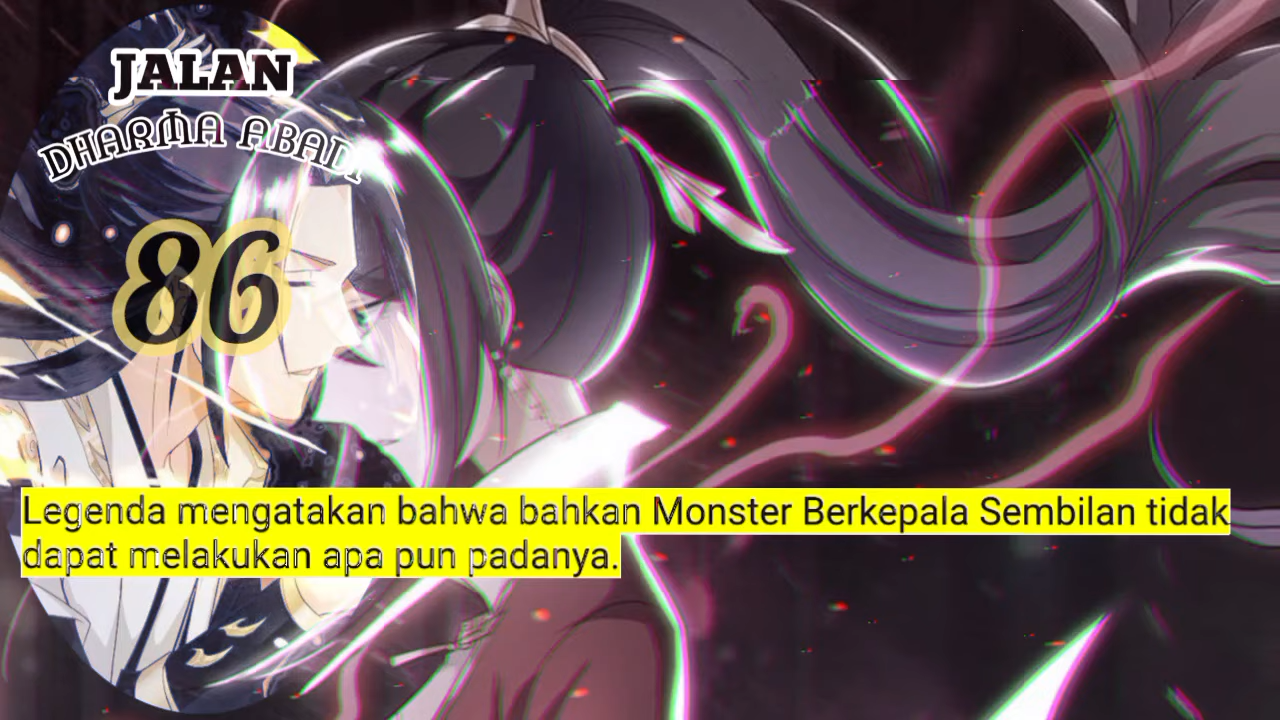 JALAN
DHARMA ABADI
86
Legenda mengatakan bahwa bahkan Monster Berkepala Sembilan tidak
dapat melakukan apa pun padanya.